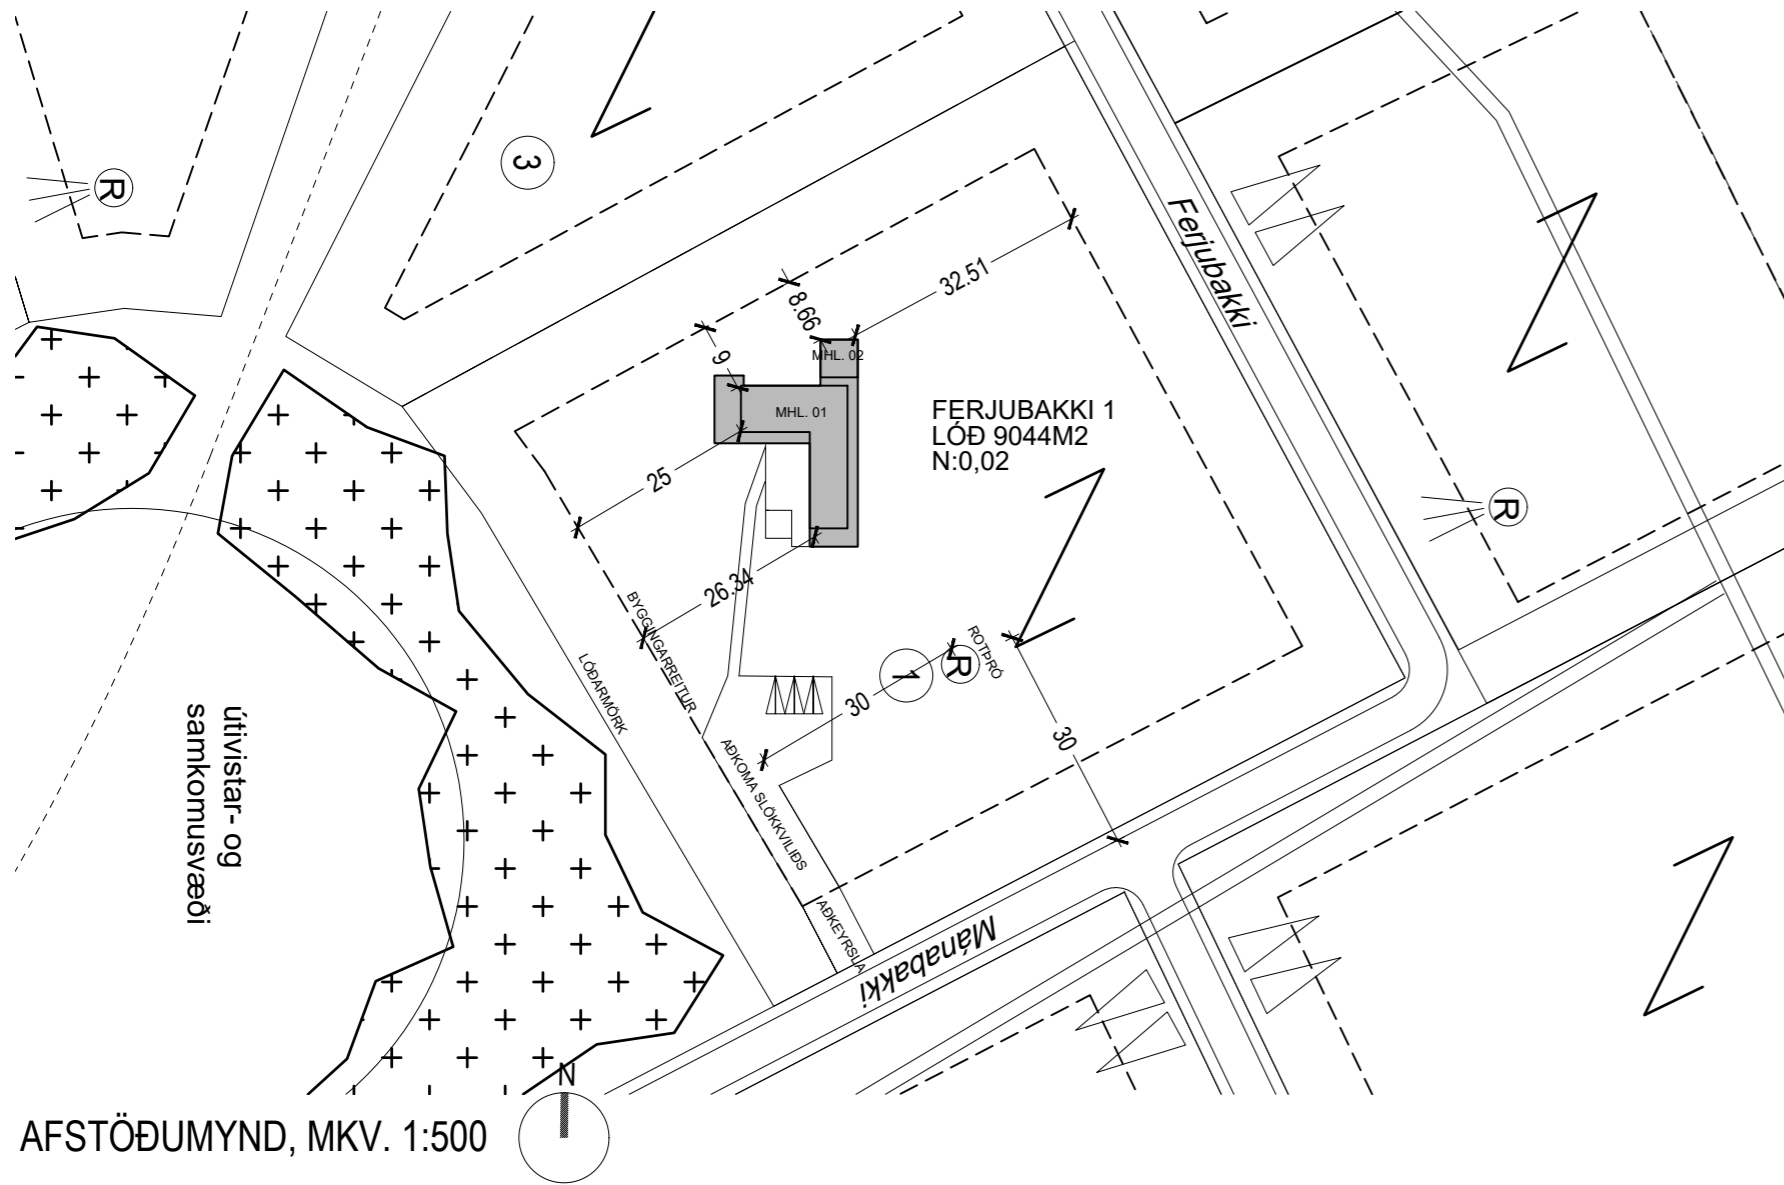 3
R
Ferjubakki
32.51
8.66
9
MHL. 02
MHL. 01
FERJUBAKKI 1
LÓÐ 9044M2
N:0,02
25
R
26.34
BYGGINGARREITUR
LÓÐARMÖRK
ROTÞRÓ
1
R
30
30
útivistar- og
samkomusvæði
AÐKOMA SLÖKKVILIÐS
AÐKEYRSLA
Mánabakki
N
AFSTÖÐUMYND, MKV. 1:500